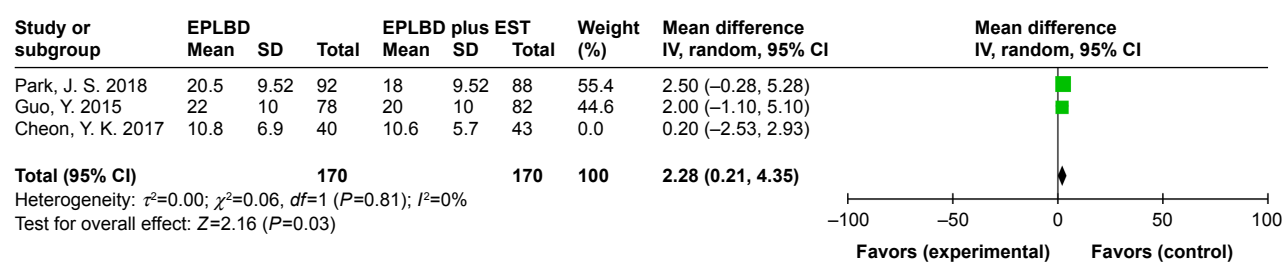 Study or EPLBD EPLBD plus EST Weight Mean difference Mean difference
subgroup Mean SD Total Mean SD Total (%) IV, random, 95% CI IV, random, 95% CI
Park, J. S. 2018 20.5 9.52 92 18 9.52 88 55.4 2.50 (–0.28, 5.28)
Guo, Y. 2015 22 10 78 20 10 82 44.6 2.00 (–1.10, 5.10)
Cheon, Y. K. 2017 10.8 6.9 40 10.6 5.7 43 0.0 0.20 (–2.53, 2.93)
Total (95% CI) 170 170 100 2.28 (0.21, 4.35)
Heterogeneity: τ²=0.00; χ²=0.06, df=1 (P=0.81); I²=0%
Test for overall effect: Z=2.16 (P=0.03)
–100 –50 0 50 100
Favors (experimental) Favors (control)